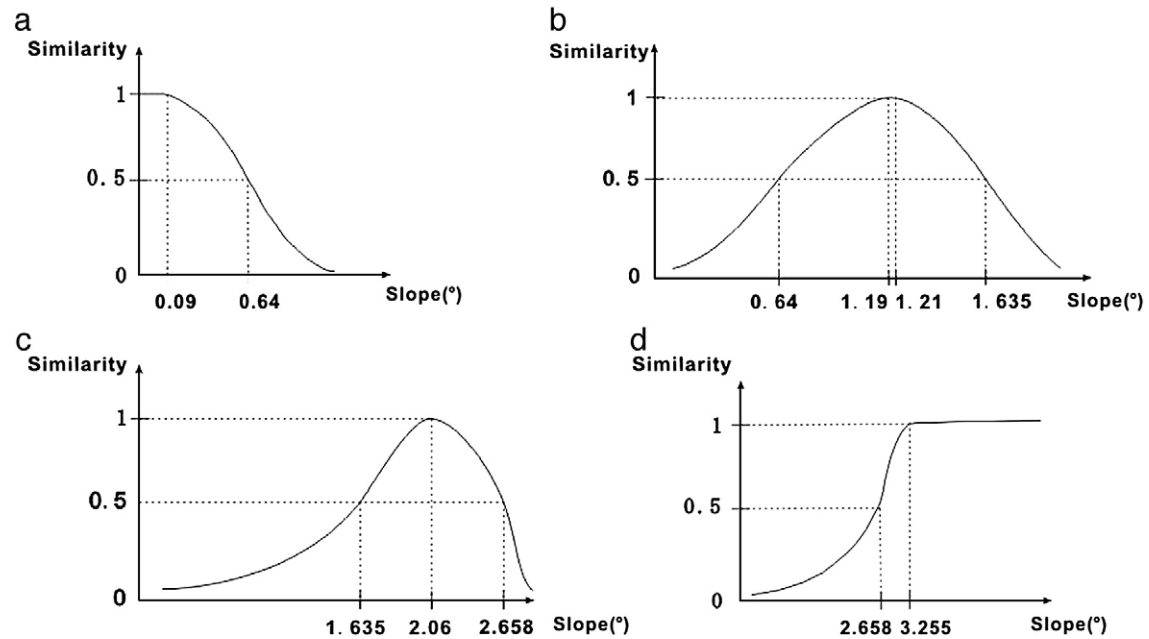 a
Similarity
1
0. 5
0
0.09 0.64
Slope(°)
b
Similarity
1
0. 5
0
0. 64 1. 19 1. 21 1. 635
Slope(°)
c
Similarity
1
0.5
0
1. 635 2.06 2.658 Slope(°)
d
Similarity
1
0. 5
0
2.658 3.255
Slope(°)